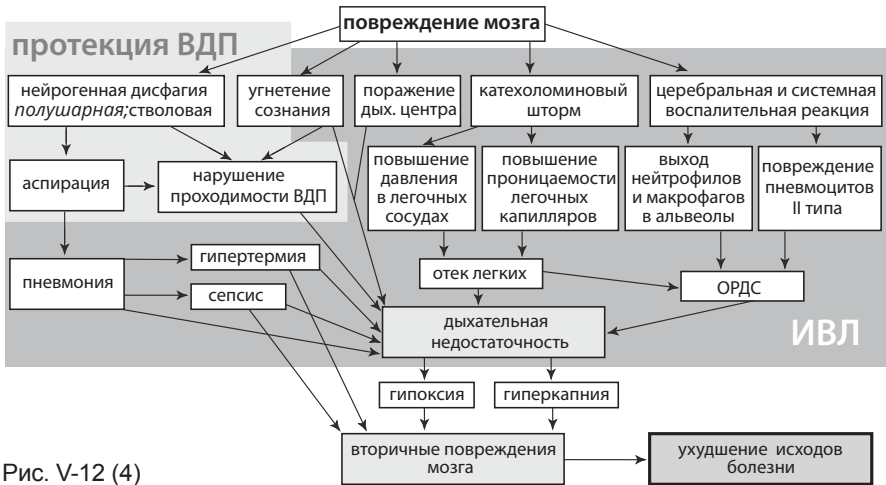 повреждение мозга
протекция ВДП
нейрогенная дисфагия
полушарная;стволовая
угнетение
сознания
поражение
дых. центра
катехоломиновый
шторм
церебральная и системная
воспалительная реакция
аспирация
нарушение
проходимости ВДП
повышение
давления
в легочных
сосудах
повышение
проницаемости
легочных
капилляров
выход
нейтрофилов
и макрофагов
в альвеолы
повреждение
пневмоцитов
II типа
пневмония
гипертермия
сепсис
отек легких
ОРДС
дыхательная
недостаточность
ИВЛ
гипоксия
гиперкапния
вторичные повреждения
мозга
ухудшение исходов
болезни
Рис. V-12 (4)